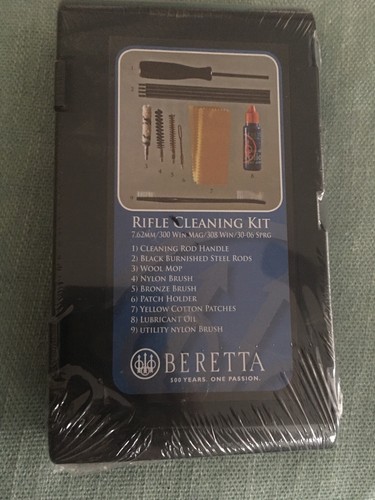 RIFLE CLEANING KIT
7.62MM/300 WIN MAG/308 WIN/30-06 SPRG
1) CLEANING ROD HANDLE
2) BLACK BURNISHED STEEL RODS
3) WOOL MOP
4) NYLON BRUSH
5) BRONZE BRUSH
6) PATCH HOLDER
7) YELLOW COTTON PATCHES
8) LUBRICANT OIL
9) UTILITY NYLON BRUSH
BERETTA
500 YEARS. ONE PASSION.